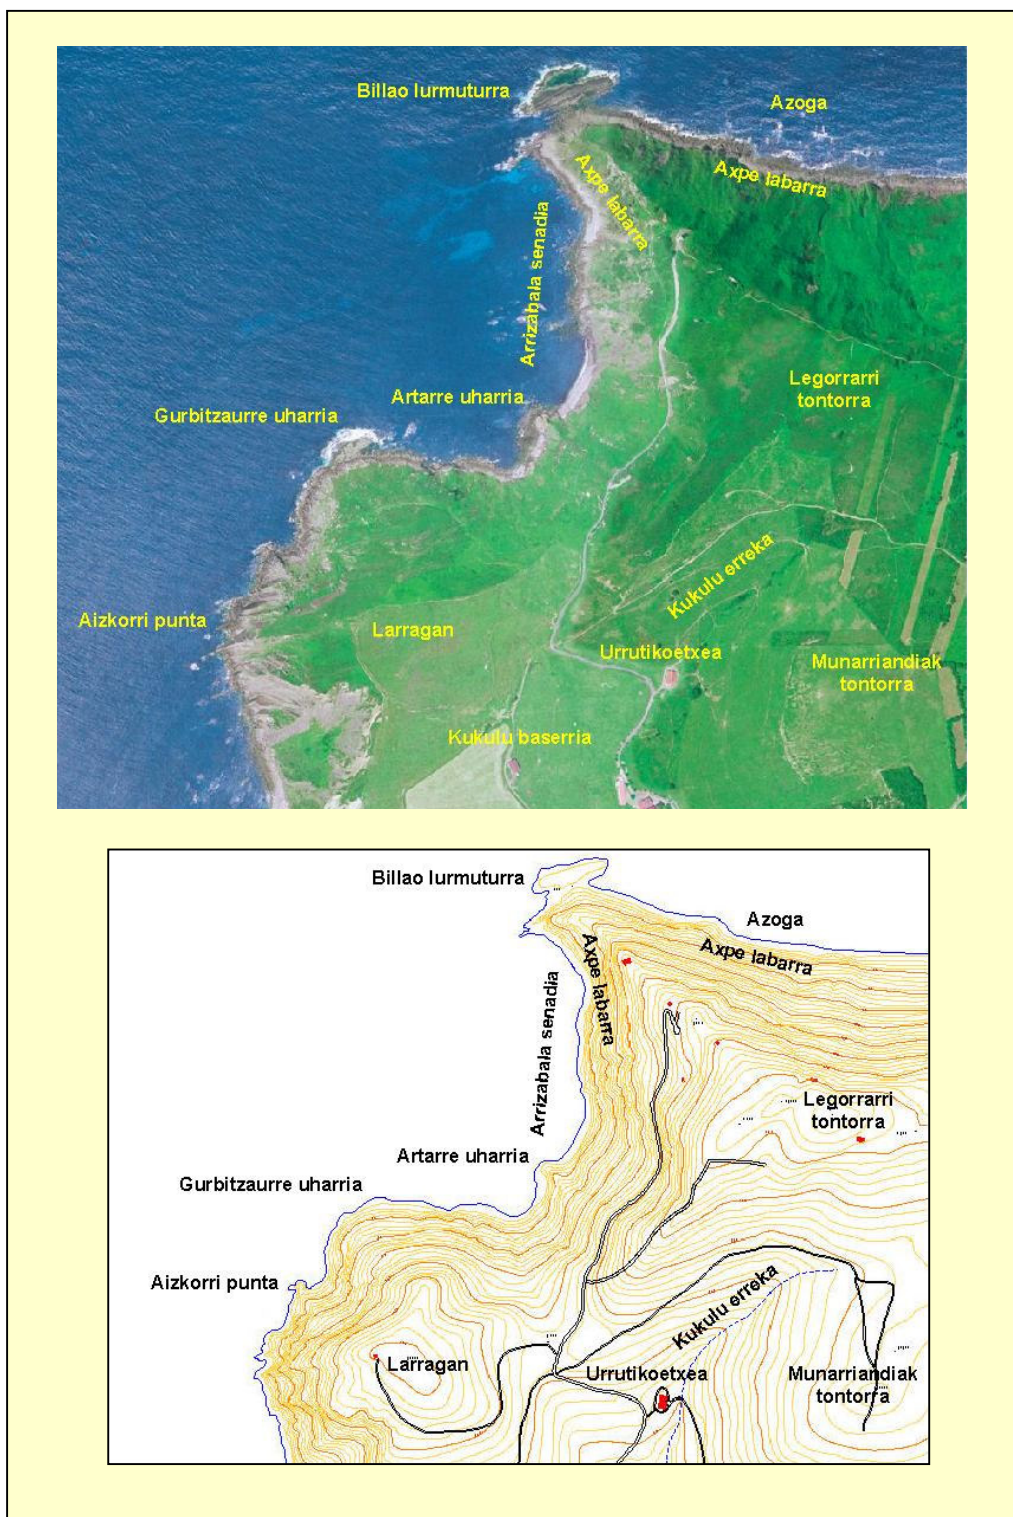 Billao lurmuturra
Azoga
Axpe labarra
Axpe labarra
Arrizabala senadia
Legorrarri
tontorra
Artarre uharria
Gurbitzaurre uharria
Kukulu erreka
Aizkorri punta
Larragan
Urrutikoetxea
Munarriandiak
tontorra
Kukulu baserria
Billao lurmuturra
Azoga
Axpe labarra
Axpe labarra
Arrizabala senadia
Legorrarri
tontorra
Artarre uharria
Gurbitzaurre uharria
Aizkorri punta
Kukulu erreka
Larragan
Urrutikoetxea
Munarriandiak
tontorra